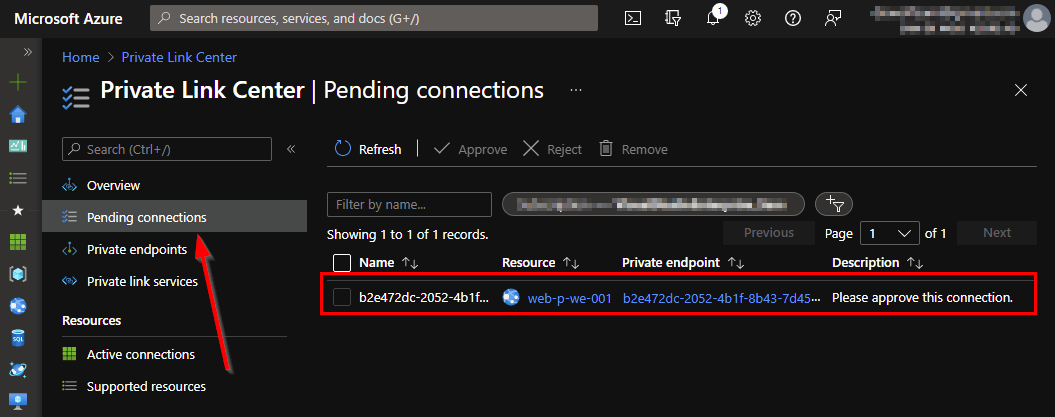 Microsoft Azure
Search resources, services, and docs (G+/)
1
Home > Private Link Center
Private Link Center | Pending connections ...
Search (Ctrl+/)
Overview
Pending connections
Private endpoints
Private link services
Resources
Active connections
Supported resources
Refresh Approve Reject Remove
Filter by name...
Showing 1 to 1 of 1 records.
Previous Page 1 of 1 Next
Name Resource Private endpoint Description
b2e472dc-2052-4b1f... web-p-we-001 b2e472dc-2052-4b1f-8b43-7d45... Please approve this connection.